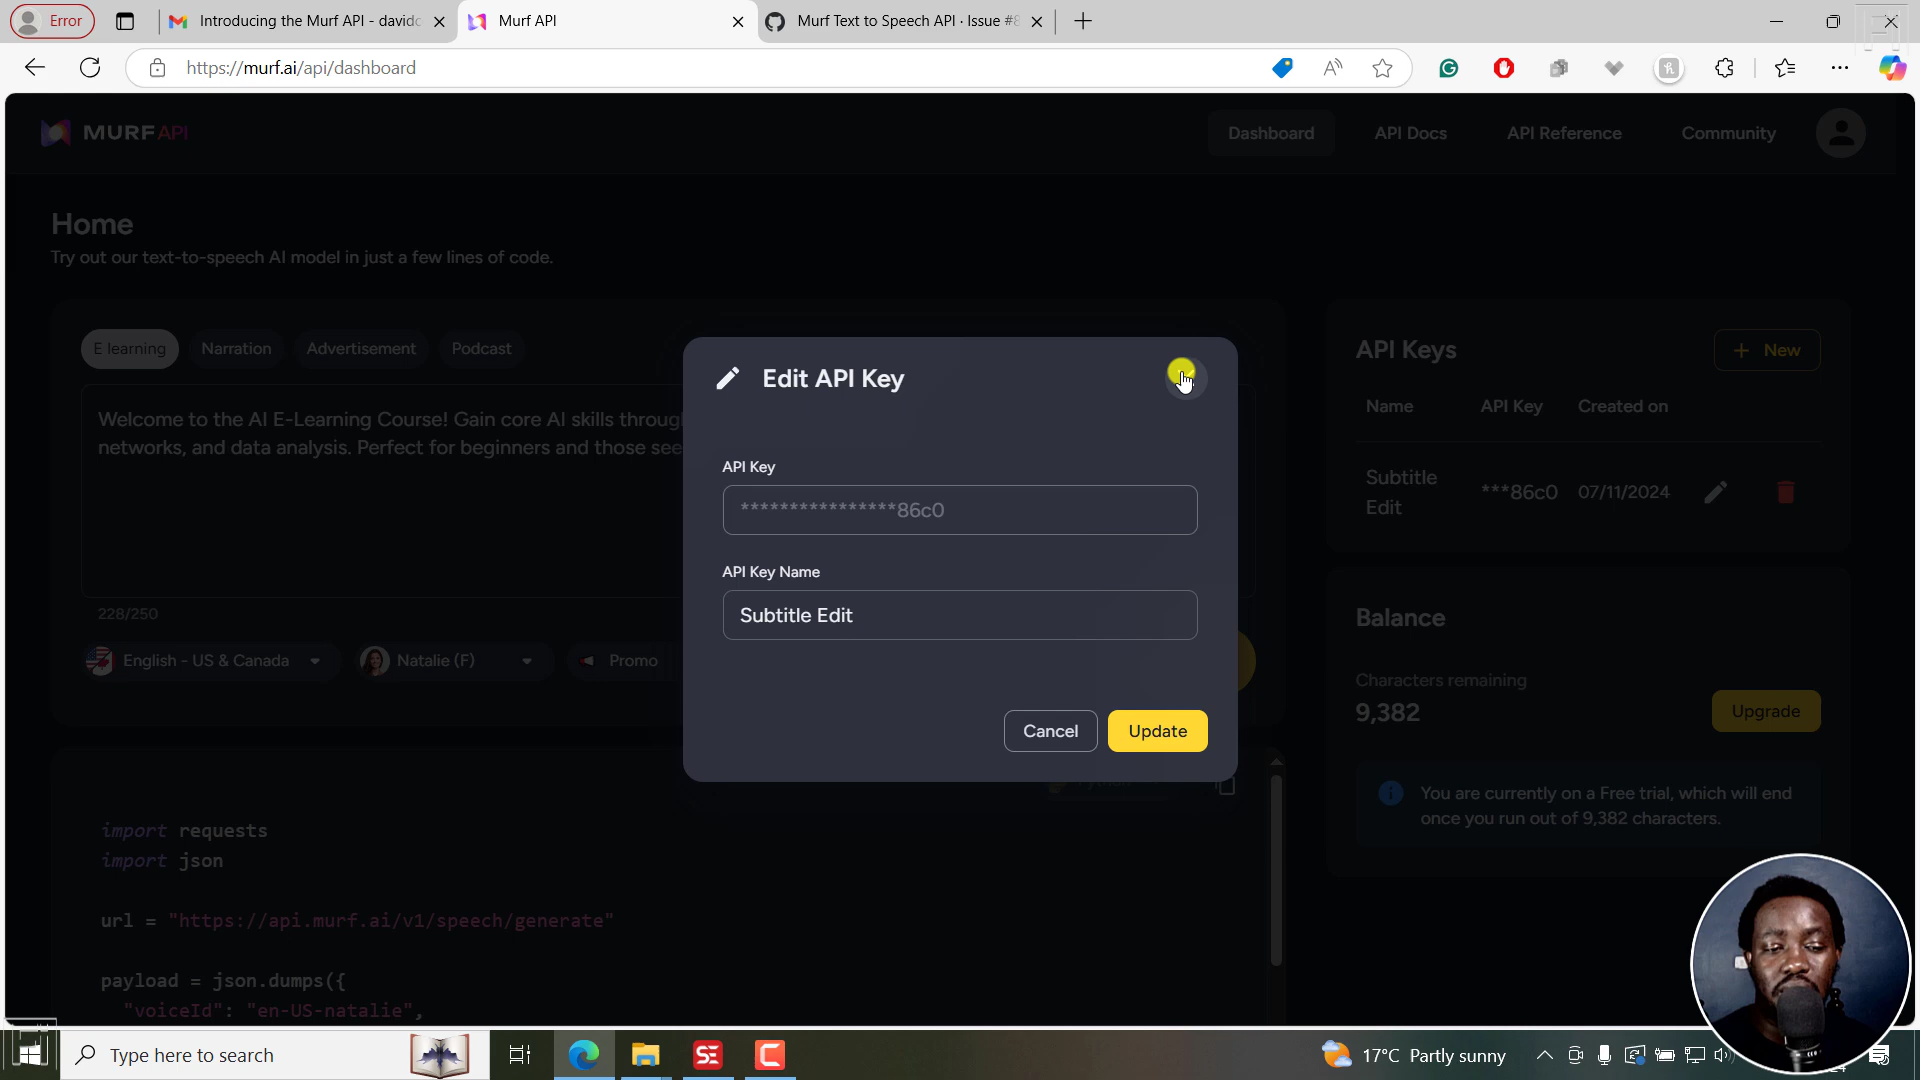 Error
Introducing the Murf API - davidc
Murf API
Murf Text to Speech API · Issue #8
https://murf.ai/api/dashboard
MURF API
Dashboard
API Docs
API Reference
Community
Home
Try out our text-to-speech AI model in just a few lines of code.
E learning
Narration
Advertisement
Podcast
Welcome to the AI E-Learning Course! Gain core AI skills throug
networks, and data analysis. Perfect for beginners and those see
228/250
English - US & Canada
Natalie (F)
Promo
Edit API Key
API Key
****************86c0
API Key Name
Subtitle Edit
Cancel
Update
API Keys
+ New
Name
API Key
Created on
Subtitle
Edit
***86c0
07/11/2024
Balance
Characters remaining
9,382
Upgrade
You are currently on a Free trial, which will end
once you run out of 9,382 characters.
import requests
import json
url = "https://api.murf.ai/v1/speech/generate"
payload = json.dumps({
"voiceId": "en-US-natalie",
Type here to search
SE
17°C Partly sunny